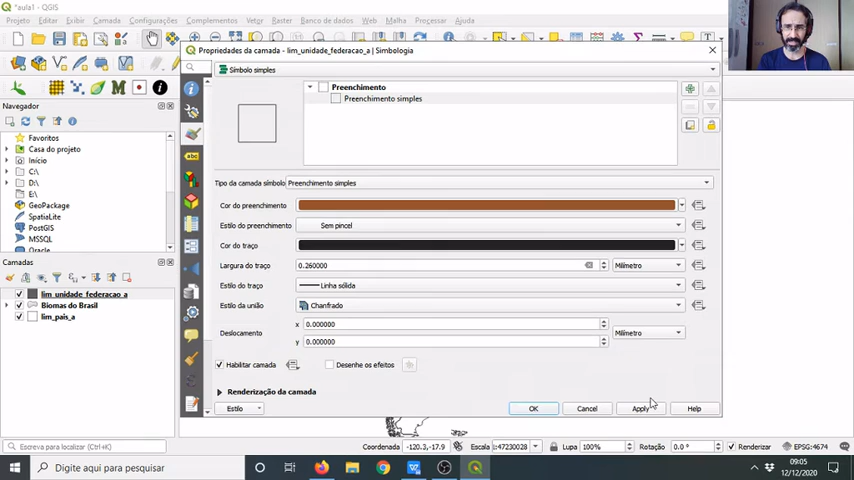 *aula1 — QGIS
Projeto Editar Exibir Camada Configurações Complementos Vetor Raster Banco de dados Web Malha Processar Ajuda
Propriedades da camada - lim_unidade_federacao_a | Simbologia
Símbolo simples
Preenchimento
Preenchimento simples
Tipo da camada símbolo Preenchimento simples
Cor do preenchimento
Estilo do preenchimento Sem pincel
Cor do traço
Largura do traço 0.260000 Milímetro
Estilo do traço Linha sólida
Estilo da união Chanfrado
Deslocamento x 0.000000 Milímetro
y 0.000000
Habilitar camada Desenhe os efeitos
Renderização da camada
Estilo OK Cancel Apply Help
Navegador
Favoritos
Casa do projeto
Início
C:\
D:\
E:\
GeoPackage
SpatiaLite
PostGIS
MSSQL
Oracle
Camadas
lim_unidade_federacao_a
Biomas do Brasil
lim_pais_a
Escreva para localizar (Ctrl+K) Coordenada -120.3,-17.9 Escala 1:47230028 Lupa 100% Rotação 0.0 ° Renderizar EPSG:4674
Digite aqui para pesquisar
09:05
12/12/2020